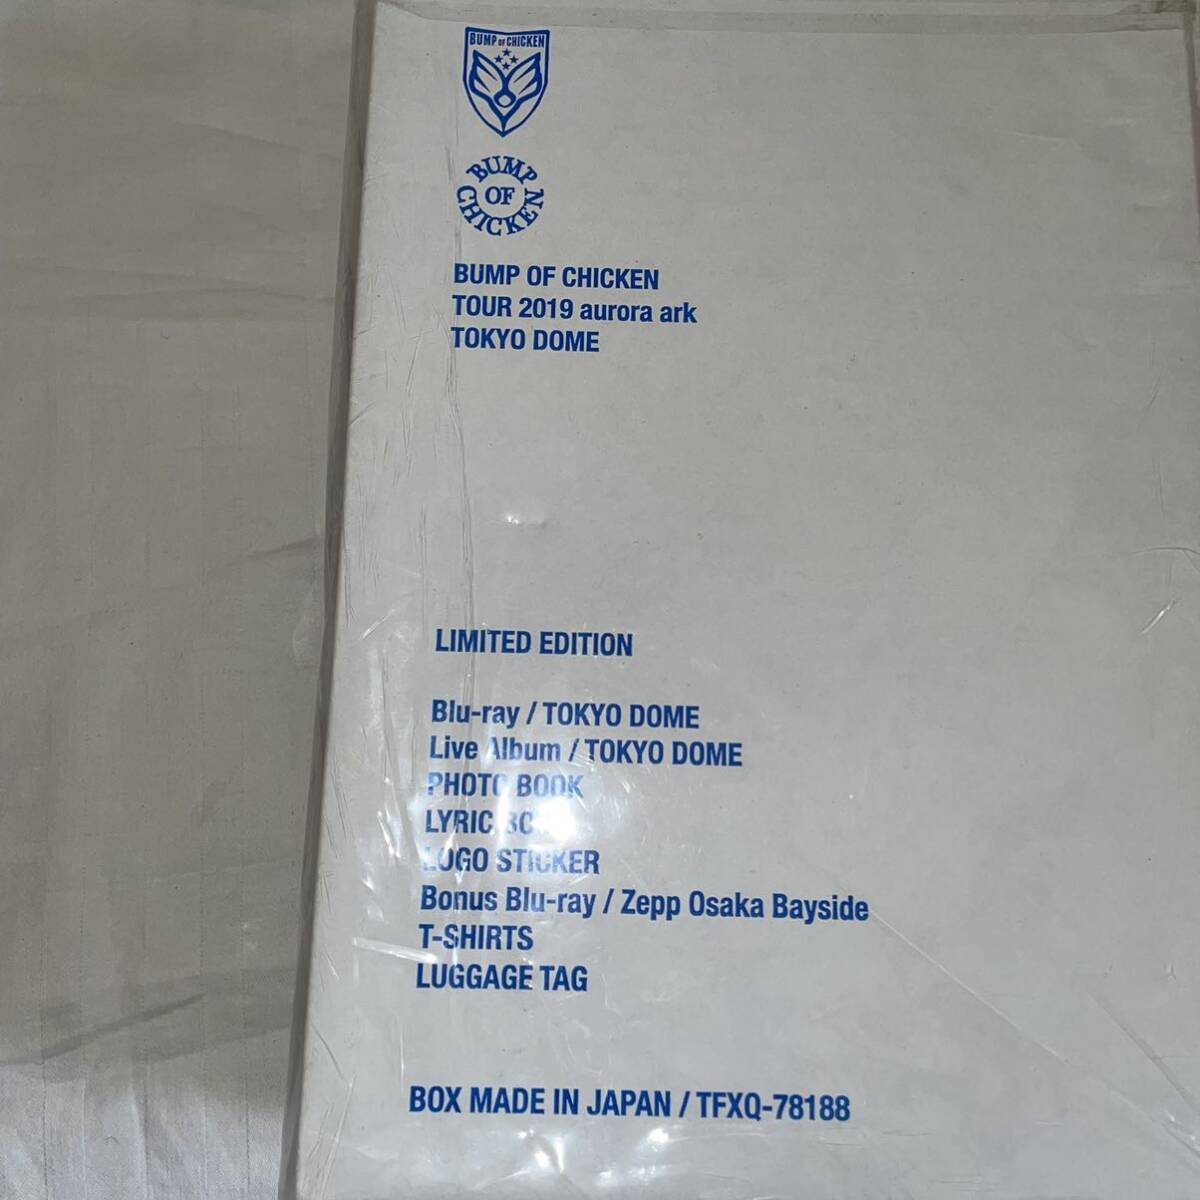 BUMP OF CHICKEN
BUMP
OF
CHICKEN
BUMP OF CHICKEN
TOUR 2019 aurora ark
TOKYO DOME
LIMITED EDITION
Blu-ray / TOKYO DOME
Live Album / TOKYO DOME
PHOTO BOOK
LYRIC
LOGO STICKER
Bonus Blu-ray / Zepp Osaka Bayside
T-SHIRTS
LUGGAGE TAG
BOX MADE IN JAPAN / TFXQ-78188